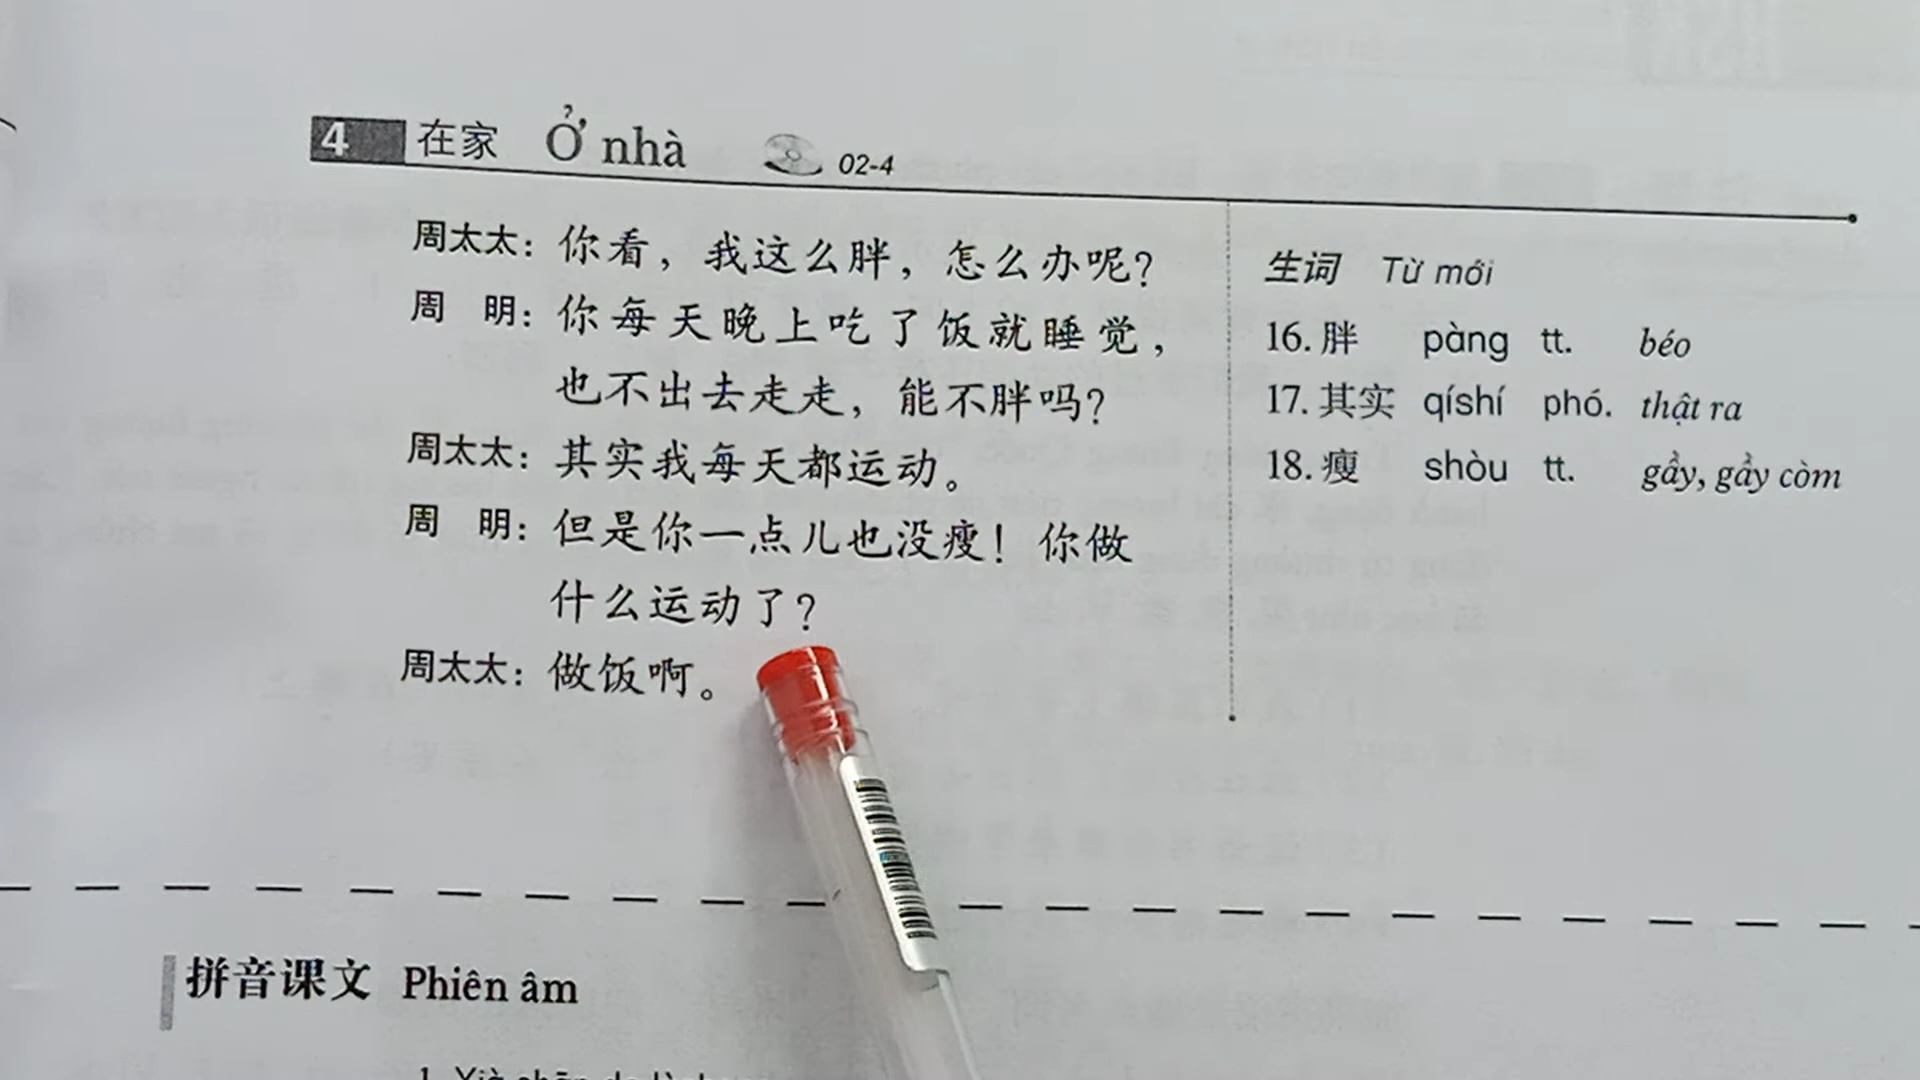 4 在家 Ở nhà 02-4
周太太：你看，我这么胖，怎么办呢？
周 明：你每天晚上吃了饭就睡觉，
也不出去走走，能不胖吗？
周太太：其实我每天都运动。
周 明：但是你一点儿也没瘦！你做
什么运动了？
周太太：做饭啊。
生词 Từ mới
16. 胖 pàng tt. béo
17. 其实 qíshí phó. thật ra
18. 瘦 shòu tt. gầy, gầy còm
拼音课文 Phiên âm